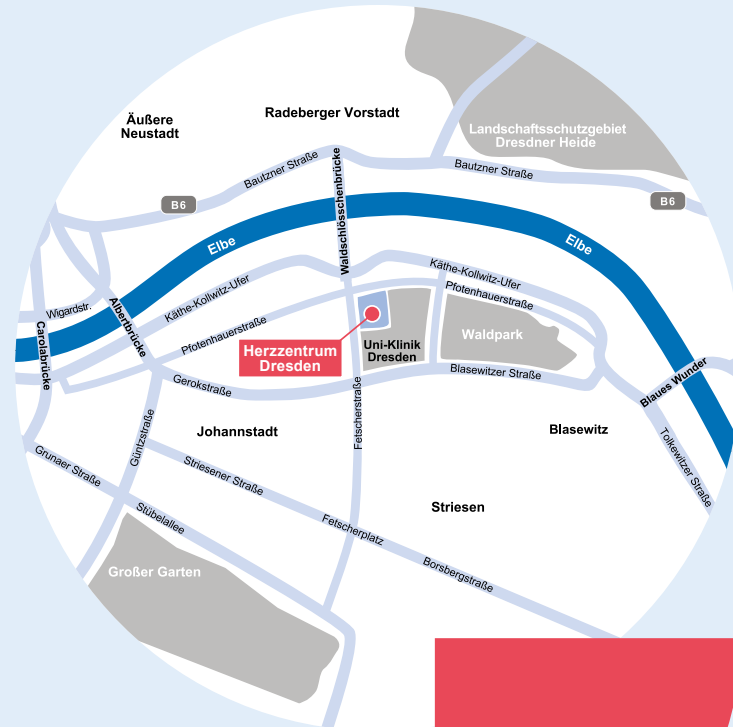 Radeberger Vorstadt
Äußere
Neustadt
Landschaftsschutzgebiet
Dresdner Heide
Bautzner Straße
Bautzner Straße
B6
B6
Waldschlösschenbrücke
Elbe
Elbe
Käthe-Kollwitz-Ufer
Käthe-Kollwitz-Ufer
Pfotenhauerstraße
Pfotenhauerstraße
Wigardstr.
Albertbrücke
Carolabrücke
Herzzentrum
Dresden
Uni-Klinik
Dresden
Waldpark
Blasewitzer Straße
Blaues Wunder
Gerokstraße
Fetscherstraße
Güntzstraße
Johannstadt
Blasewitz
Tolkewitzer Straße
Grunaer Straße
Striesener Straße
Stübelallee
Striesen
Fetscherplatz
Borsbergstraße
Großer Garten